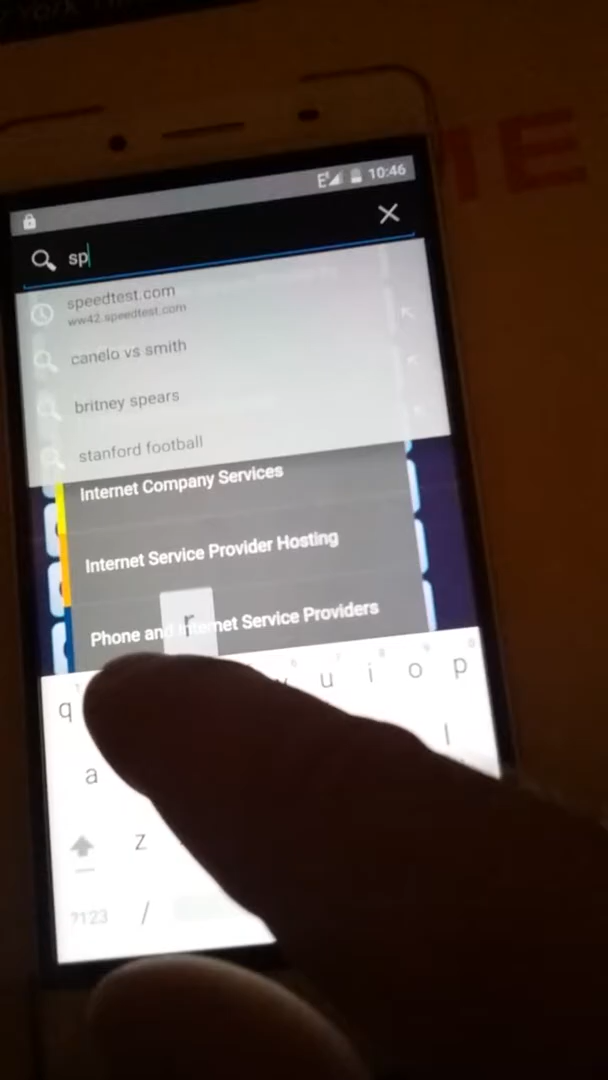 10:46
sp
speedtest.com
ww42.speedtest.com
canelo vs smith
britney spears
stanford football
Internet Company Services
Internet Service Provider Hosting
r
Phone and Internet Service Providers
q u i o p
a l
z
?123 /